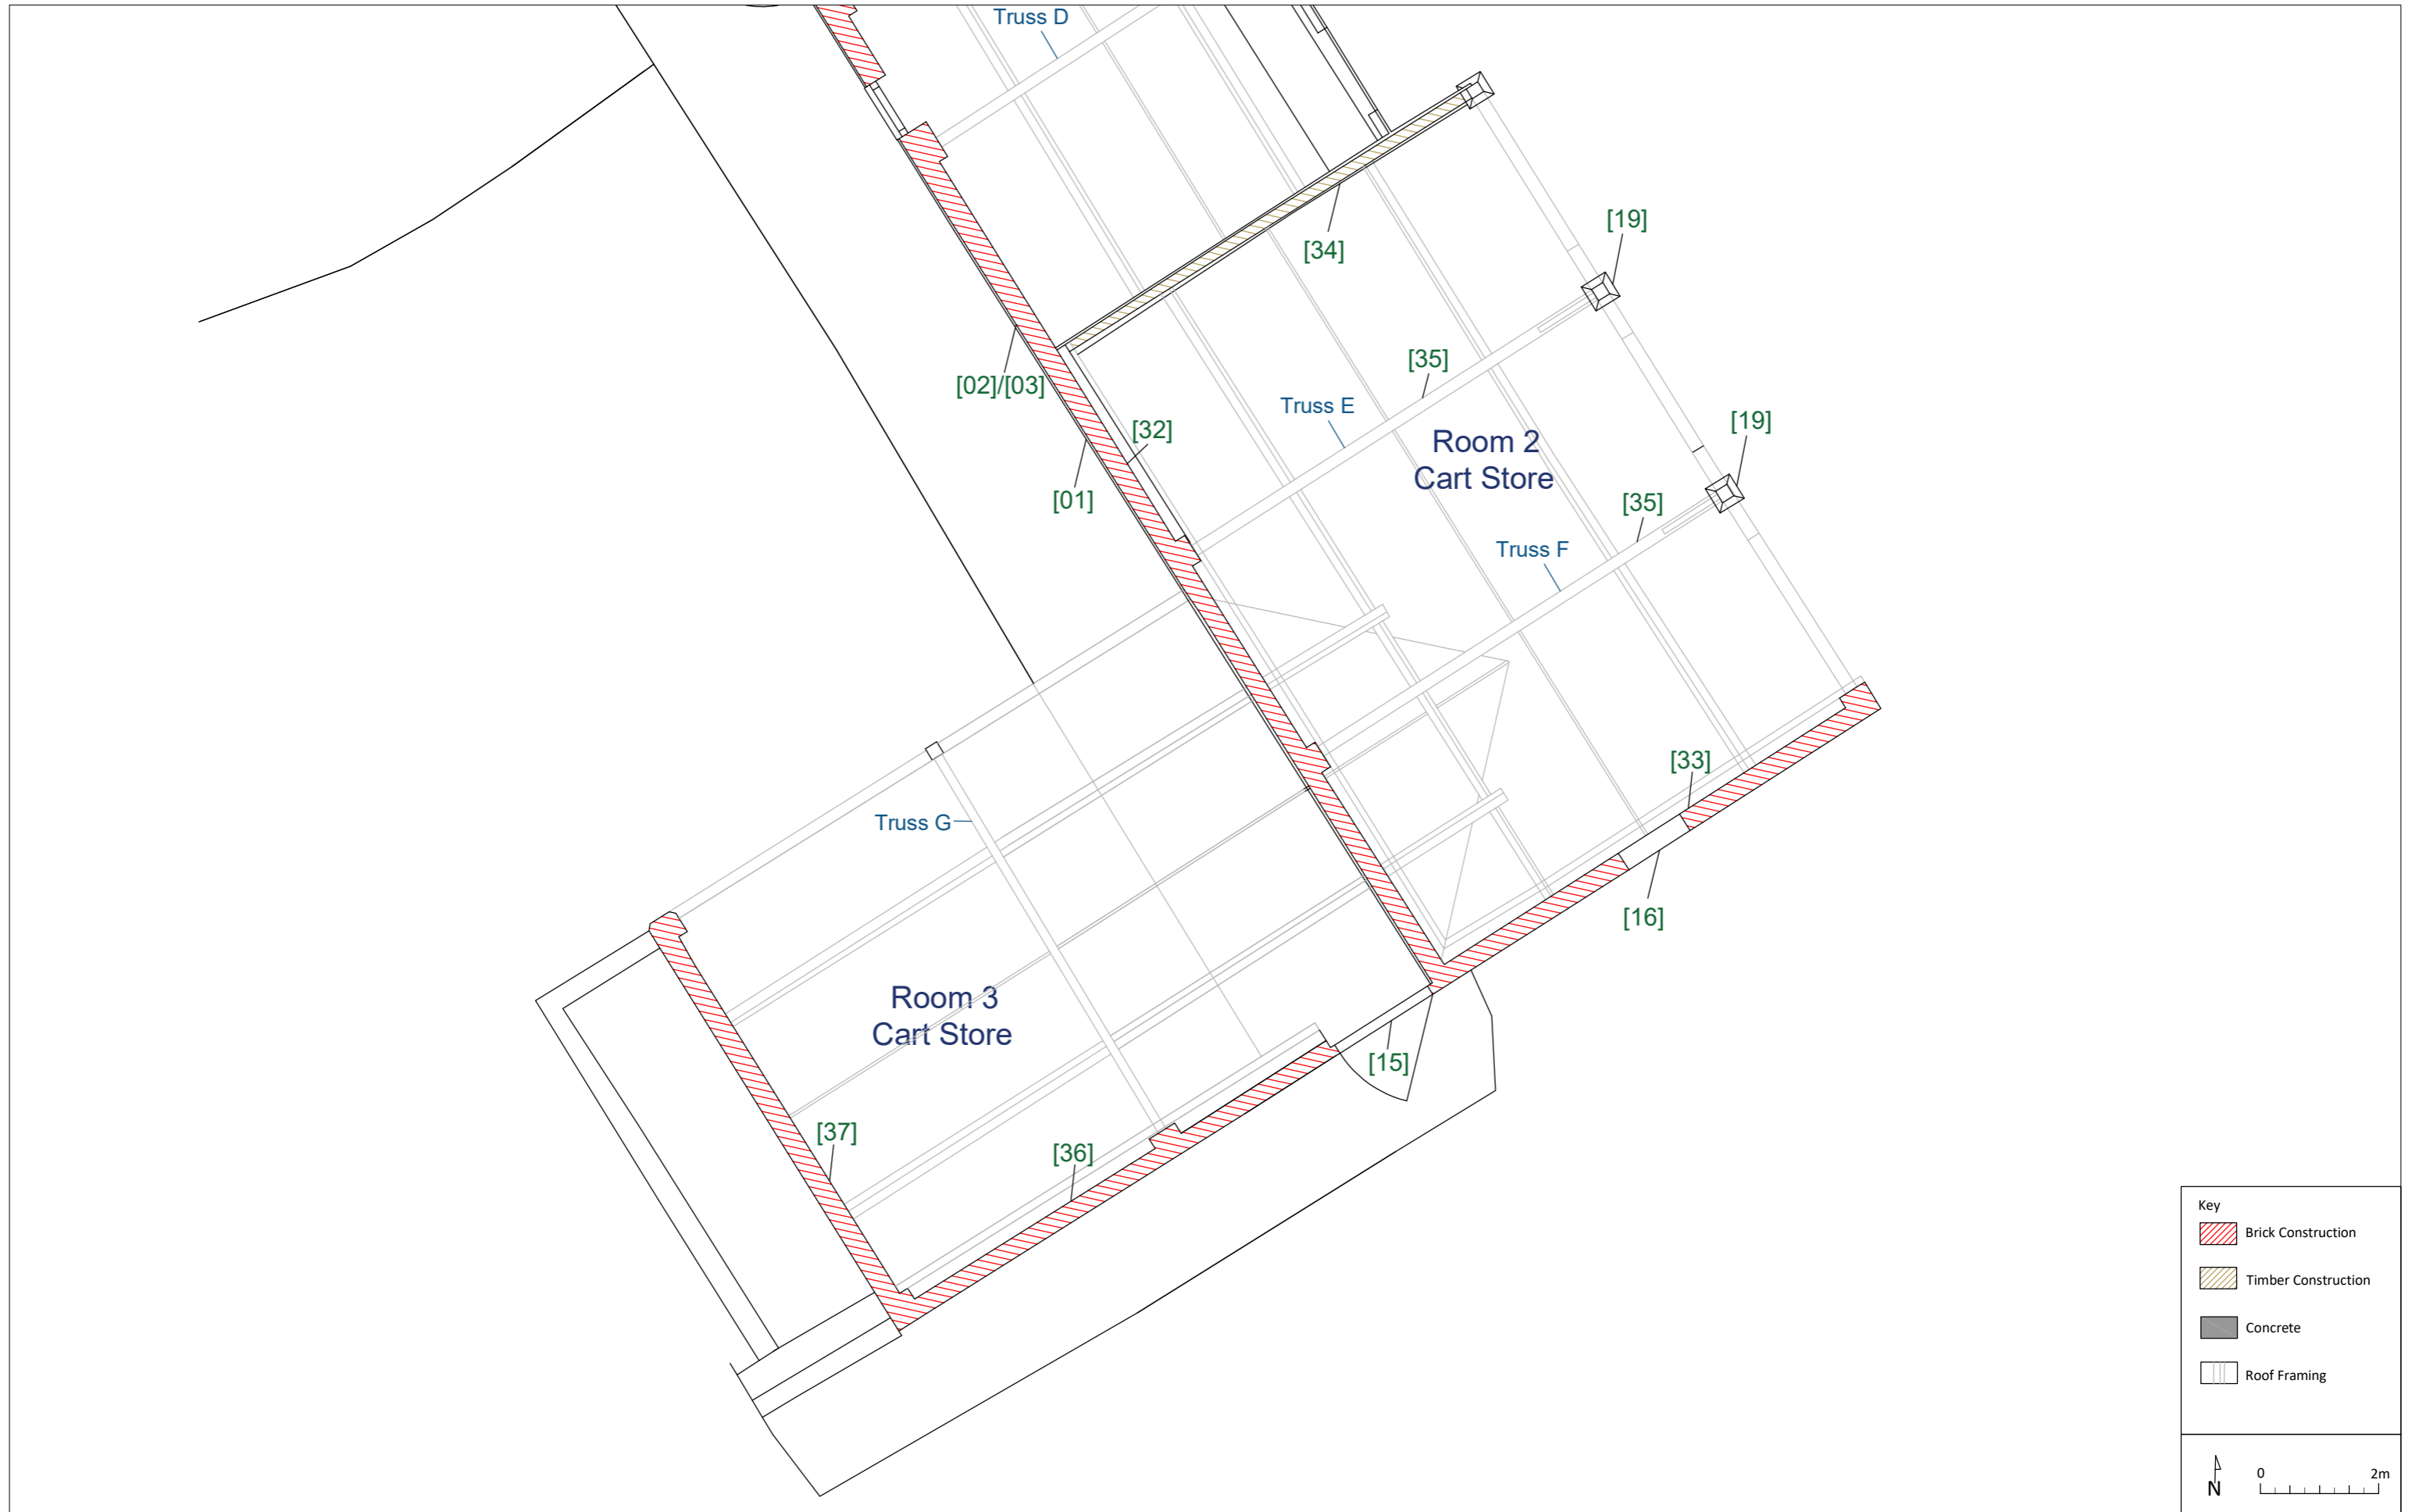 Truss D
[19]
[34]
[35]
[02]/[03]
Truss E
[32]
Room 2
Cart Store
[19]
[01]
[35]
Truss F
[33]
Truss G
[16]
Room 3
Cart Store
[15]
[37]
[36]
Key
Brick Construction
Timber Construction
Concrete
Roof Framing
N
0 2m